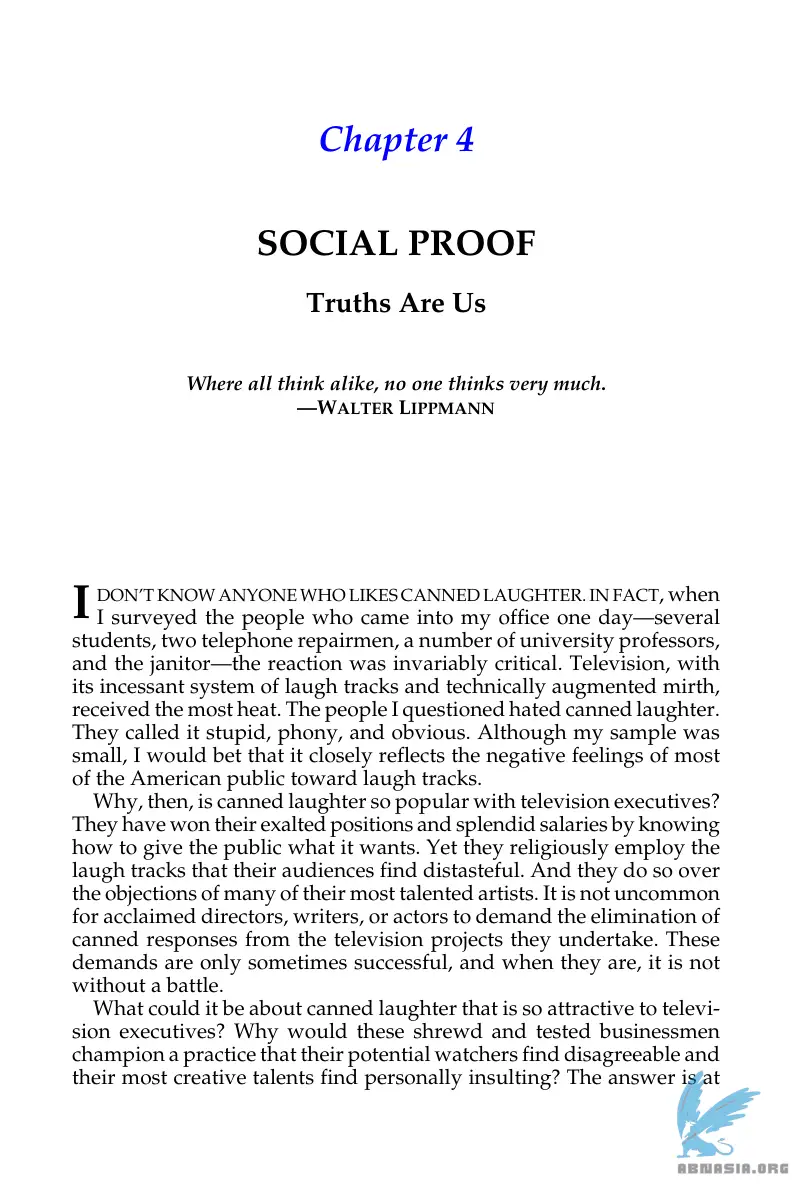 Chapter 4
SOCIAL PROOF
Truths Are Us
Where all think alike, no one thinks very much.
—WALTER LIPPMANN
I DON'T KNOW ANYONE WHO LIKES CANNED LAUGHTER. IN FACT, when
I surveyed the people who came into my office one day—several
students, two telephone repairmen, a number of university professors,
and the janitor—the reaction was invariably critical. Television, with
its incessant system of laugh tracks and technically augmented mirth,
received the most heat. The people I questioned hated canned laughter.
They called it stupid, phony, and obvious. Although my sample was
small, I would bet that it closely reflects the negative feelings of most
of the American public toward laugh tracks.
Why, then, is canned laughter so popular with television executives?
They have won their exalted positions and splendid salaries by knowing
how to give the public what it wants. Yet they religiously employ the
laugh tracks that their audiences find distasteful. And they do so over
the objections of many of their most talented artists. It is not uncommon
for acclaimed directors, writers, or actors to demand the elimination of
canned responses from the television projects they undertake. These
demands are only sometimes successful, and when they are, it is not
without a battle.
What could it be about canned laughter that is so attractive to televi-
sion executives? Why would these shrewd and tested businessmen
champion a practice that their potential watchers find disagreeable and
their most creative talents find personally insulting? The answer is at
ABNASIA.ORG